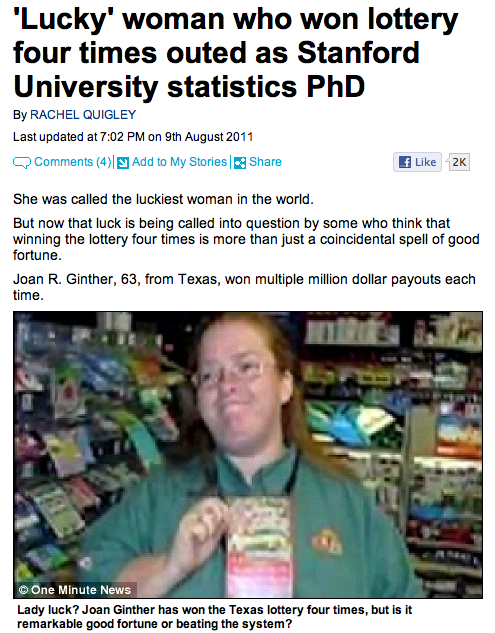 'Lucky' woman who won lottery
four times outed as Stanford
University statistics PhD
By RACHEL QUIGLEY
Last updated at 7:02 PM on 9th August 2011
Comments (4) Add to My Stories Share
Like 2K
She was called the luckiest woman in the world.
But now that luck is being called into question by some who think that
winning the lottery four times is more than just a coincidental spell of good
fortune.
Joan R. Ginther, 63, from Texas, won multiple million dollar payouts each
time.
© One Minute News
Lady luck? Joan Ginther has won the Texas lottery four times, but is it
remarkable good fortune or beating the system?